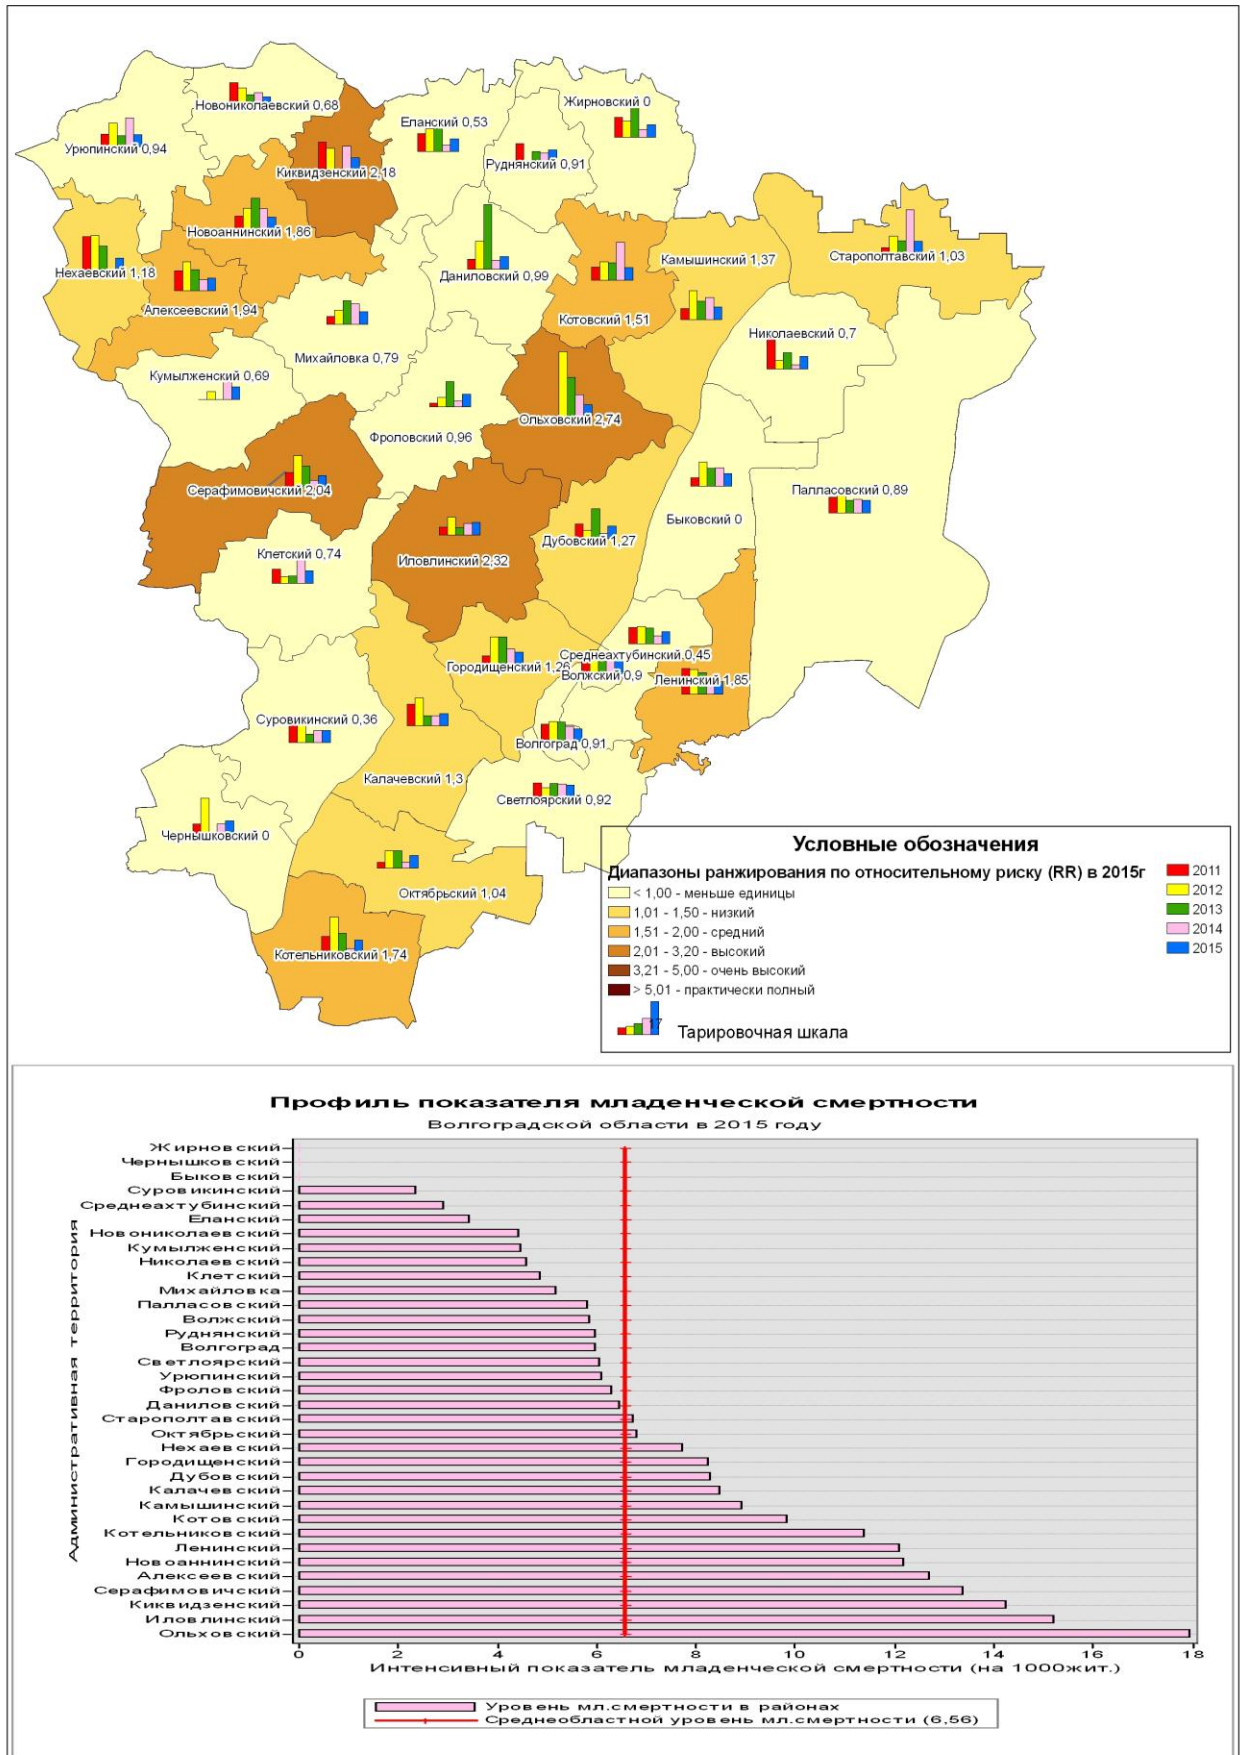 Жирновский 0
Новониколаевский 0,68
Еланский 0,53
Урюпинский 0,94
Руднянский 0,91
Киквидзенский 2,18
Новоаннинский 1,86
Старополтавский 1,03
Камышинский 1,37
Нехаевский 1,18
Даниловский 0,99
Алексеевский 1,94
Котовский 1,51
Николаевский 0,7
Михайловка 0,79
Кумылженский 0,69
Ольховский 2,74
Фроловский 0,96
Серафимовичский 2,04
Палласовский 0,89
Быковский 0
Дубовский 1,27
Клетский 0,74
Иловлинский 2,32
Среднеахтубинский 0,45
Городищенский 1,26
Волжский 0,9
Ленинский 1,85
Суровикинский 0,36
Волгоград 0,91
Калачевский 1,3
Светлоярский 0,92
Чернышковский 0
Октябрьский 1,04
Котельниковский 1,74
Условные обозначения
Диапазоны ранжирования по относительному риску (RR) в 2015г
< 1,00 - меньше единицы
1,01 - 1,50 - низкий
1,51 - 2,00 - средний
2,01 - 3,20 - высокий
3,21 - 5,00 - очень высокий
> 5,01 - практически полный
17
Тарировочная шкала
2011
2012
2013
2014
2015
Профиль показателя младенческой смертности
Волгоградской области в 2015 году
Административная территория
Жирновский
Чернышковский
Быковский
Суровикинский
Среднеахтубинский
Еланский
Новониколаевский
Кумылженский
Николаевский
Клетский
Михайловка
Палласовский
Волжский
Руднянский
Волгоград
Светлоярский
Урюпинский
Фроловский
Даниловский
Старополтавский
Октябрьский
Нехаевский
Городищенский
Дубовский
Калачевский
Камышинский
Котовский
Котельниковский
Ленинский
Новоаннинский
Алексеевский
Серафимовичский
Киквидзенский
Иловлинский
Ольховский
0 2 4 6 8 10 12 14 16 18
Интенсивный показатель младенческой смертности (на 1000жит.)
Уровень мл.смертности в районах
Среднеобластной уровень мл.смертности (6,56)